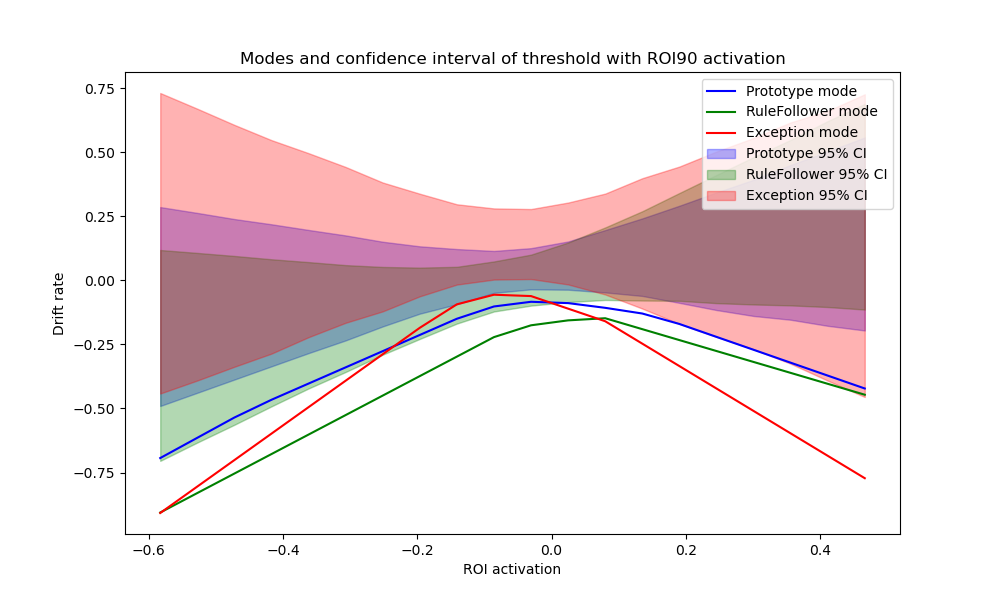 Modes and confidence interval of threshold with ROI90 activation
Prototype mode
RuleFollower mode
Exception mode
Prototype 95% CI
RuleFollower 95% CI
Exception 95% CI
Drift rate
0.75
0.50
0.25
0.00
−0.25
−0.50
−0.75
−0.6
−0.4
−0.2
0.0
0.2
0.4
ROI activation